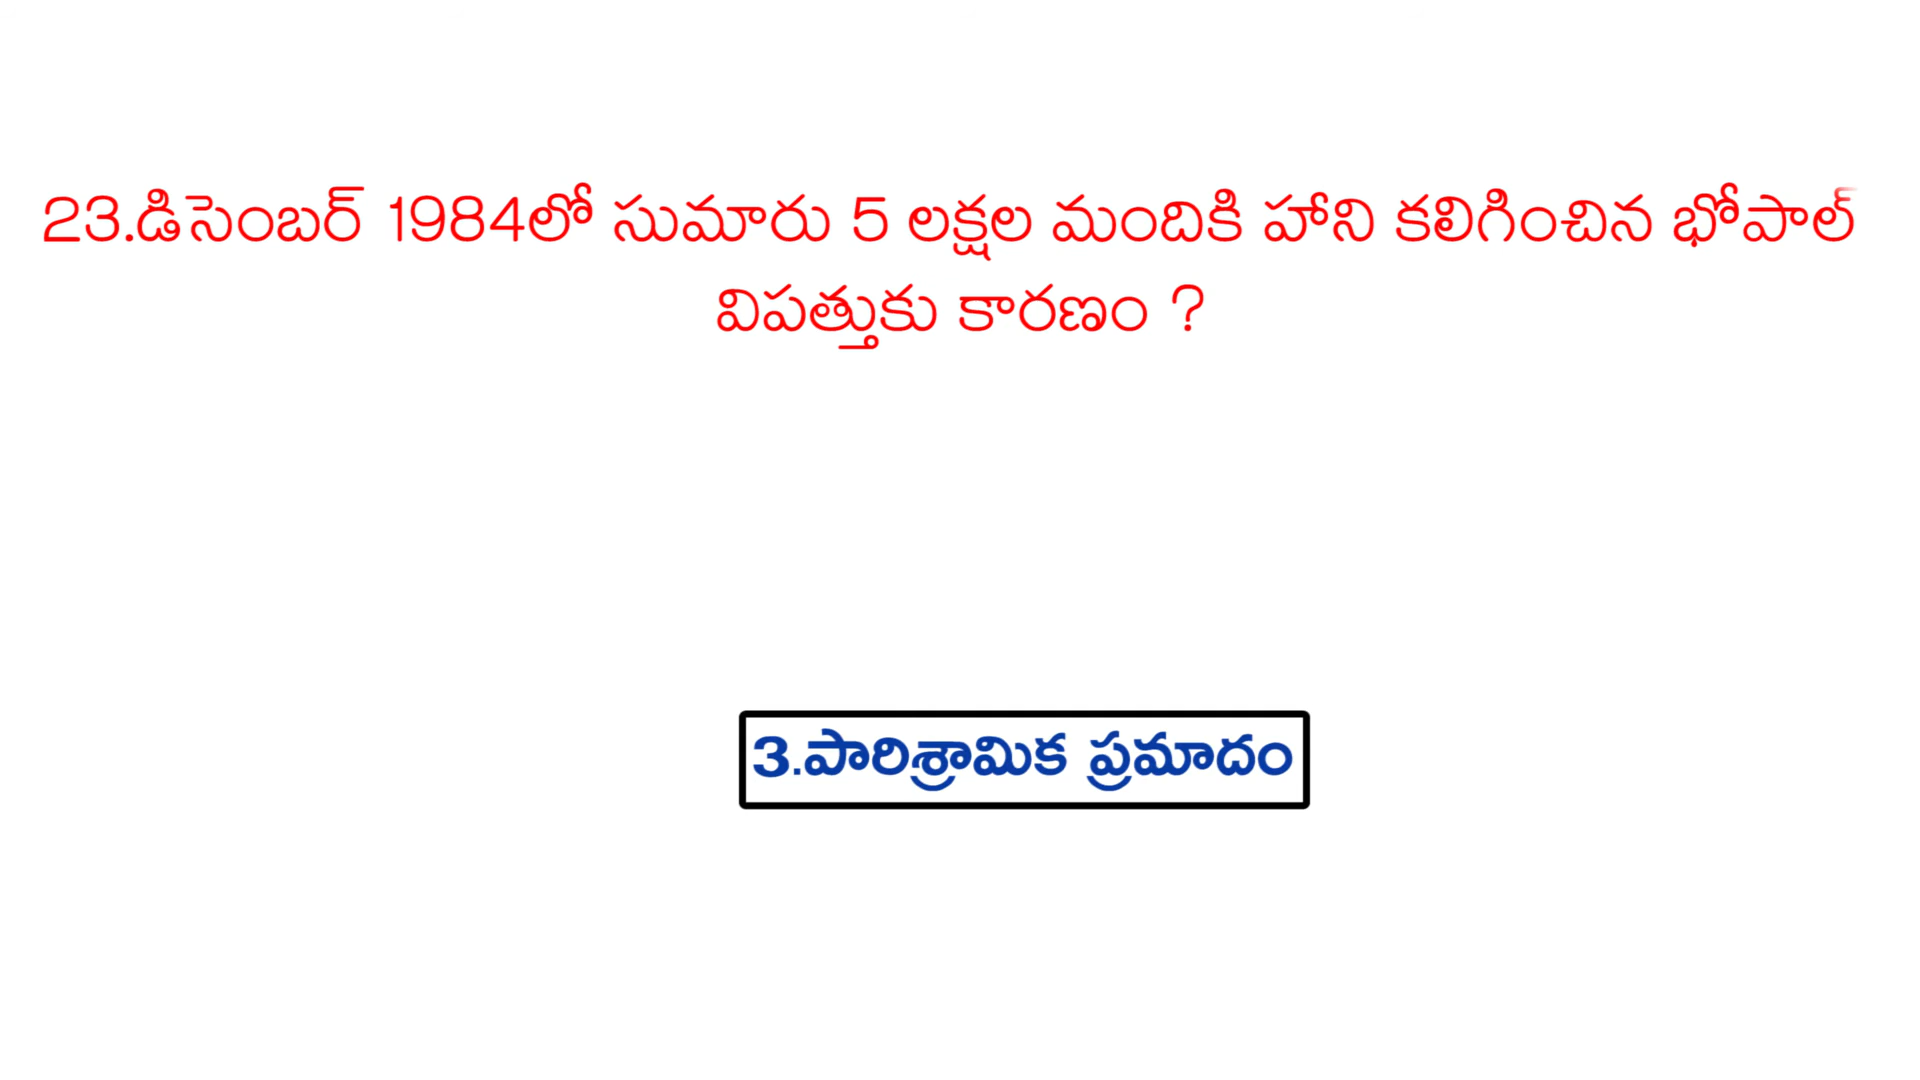 23.డిసెంబర్ 1984లో సుమారు 5 లక్షల మందికి హాని కలిగించిన భోపాల్
విపత్తుకు కారణం ?
3.పారిశ్రామిక ప్రమాదం